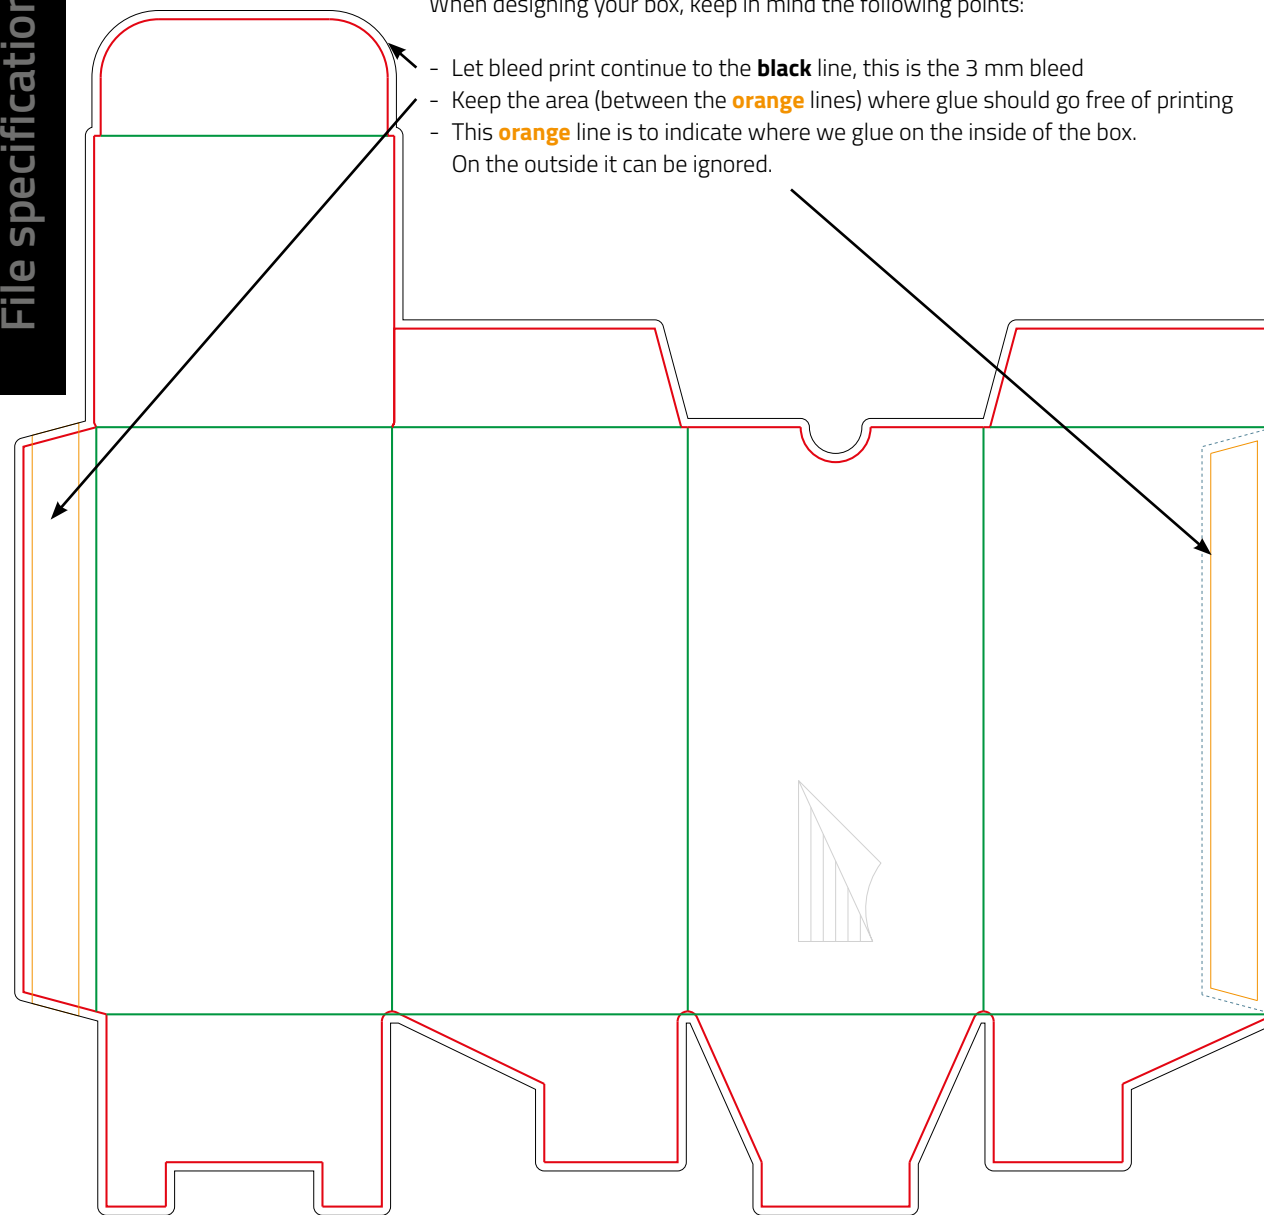 File specification
When designing your box, keep in mind the following points:
- Let bleed print continue to the black line, this is the 3 mm bleed
- Keep the area (between the orange lines) where glue should go free of printing
- This orange line is to indicate where we glue on the inside of the box.
On the outside it can be ignored.